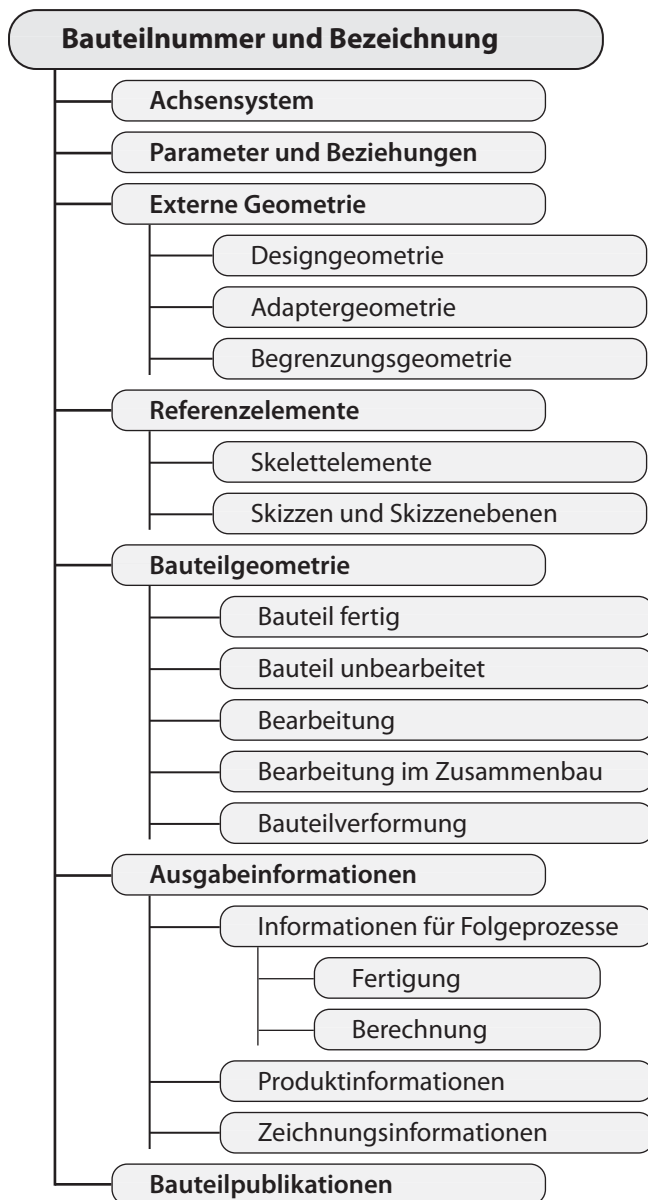 Bauteilnummer und Bezeichnung
Achsensystem
Parameter und Beziehungen
Externe Geometrie
Designgeometrie
Adaptergeometrie
Begrenzungsgeometrie
Referenzelemente
Skelettelemente
Skizzen und Skizzenebenen
Bauteilgeometrie
Bauteil fertig
Bauteil unbearbeitet
Bearbeitung
Bearbeitung im Zusammenbau
Bauteilverformung
Ausgabeinformationen
Informationen für Folgeprozesse
Fertigung
Berechnung
Produktinformationen
Zeichnungsinformationen
Bauteilpublikationen